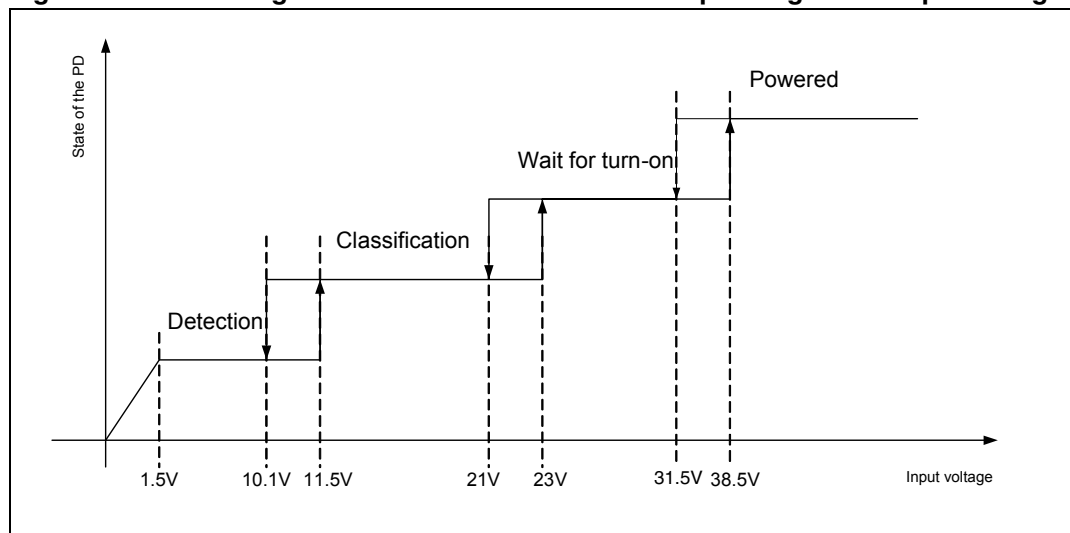 State of the PD
Powered
Wait for turn-on
Classification
Detection
1.5V 10.1V 11.5V 21V 23V 31.5V 38.5V Input voltage